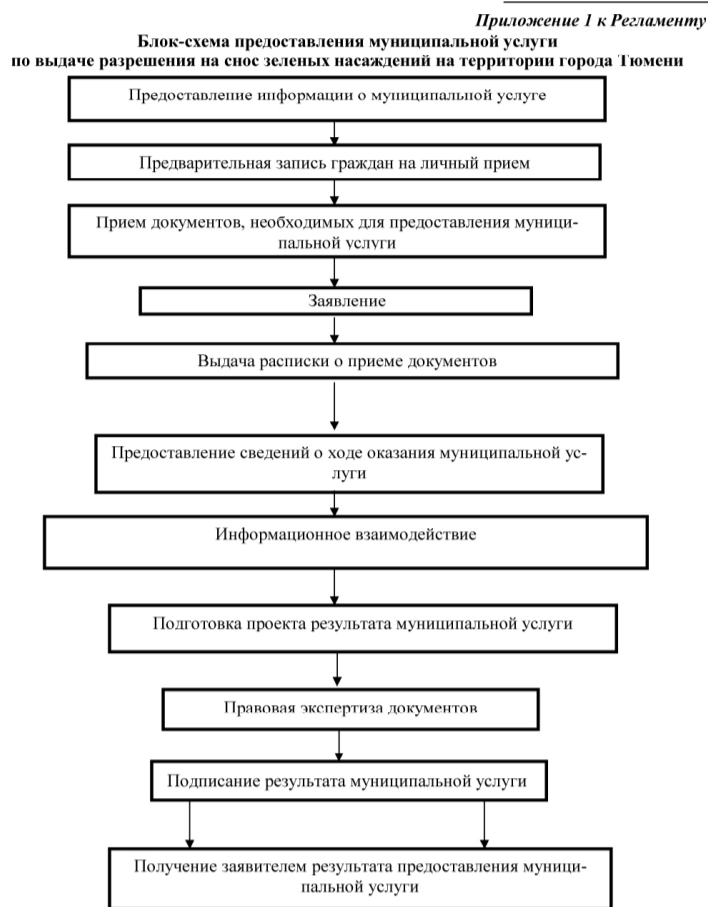 Приложение 1 к Регламенту
Блок-схема предоставления муниципальной услуги
по выдаче разрешения на снос зеленых насаждений на территории города Тюмени
Предоставление информации о муниципальной услуге
Предварительная запись граждан на личный прием
Прием документов, необходимых для предоставления муници-
пальной услуги
Заявление
Выдача расписки о приеме документов
Предоставление сведений о ходе оказания муниципальной ус-
луги
Информационное взаимодействие
Подготовка проекта результата муниципальной услуги
Правовая экспертиза документов
Подписание результата муниципальной услуги
Получение заявителем результата предоставления муници-
пальной услуги